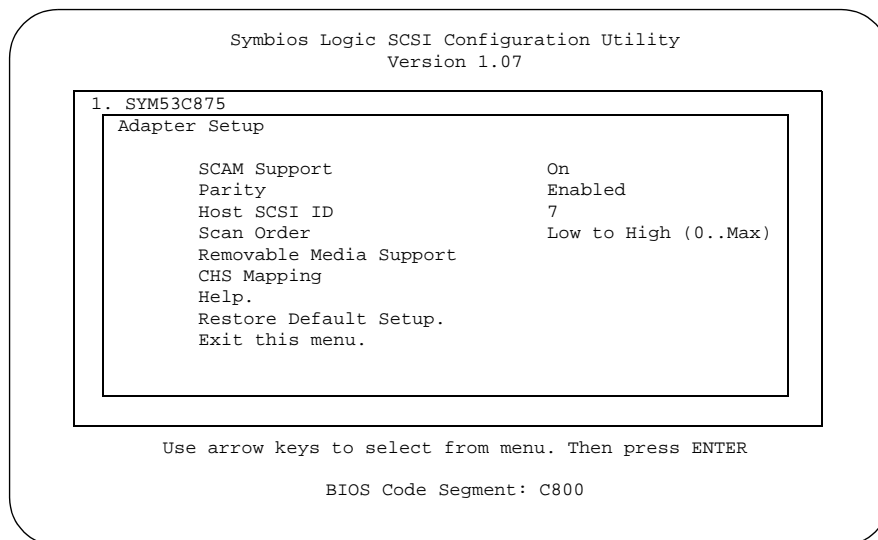 Symbios Logic SCSI Configuration Utility
Version 1.07
1. SYM53C875
Adapter Setup
SCAM Support On
Parity Enabled
Host SCSI ID 7
Scan Order Low to High (0..Max)
Removable Media Support
CHS Mapping
Help.
Restore Default Setup.
Exit this menu.
Use arrow keys to select from menu. Then press ENTER
BIOS Code Segment: C800